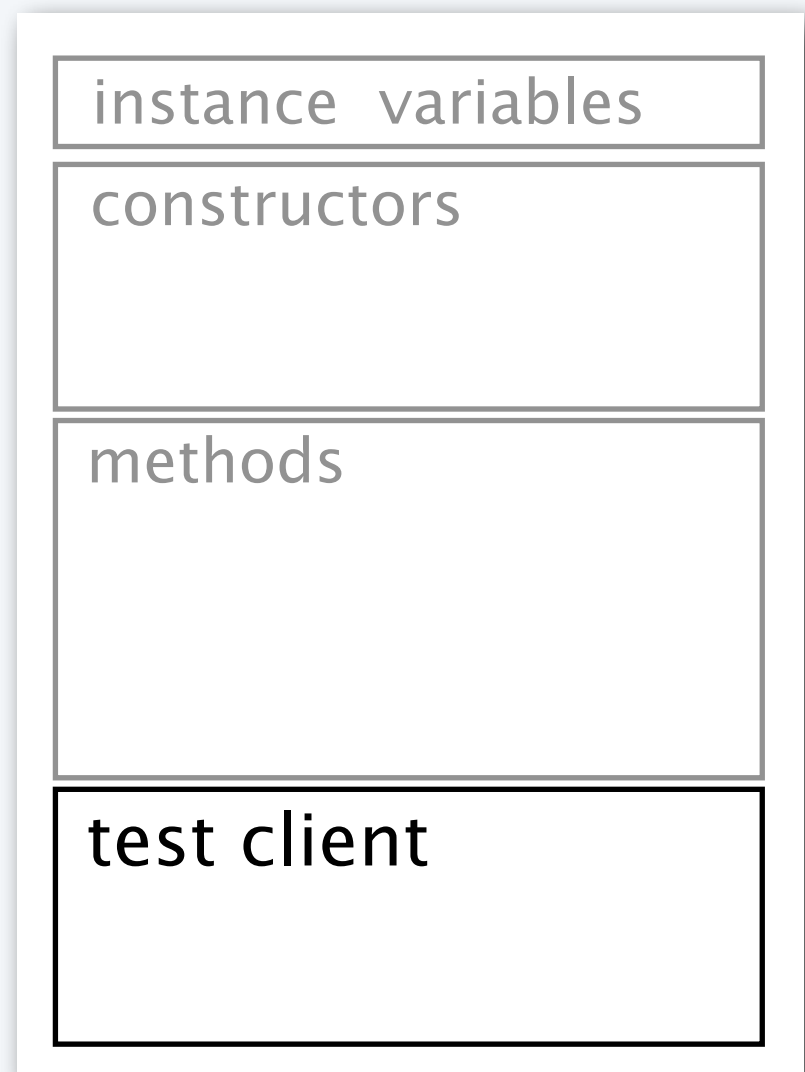 instance variables
constructors
methods
test client